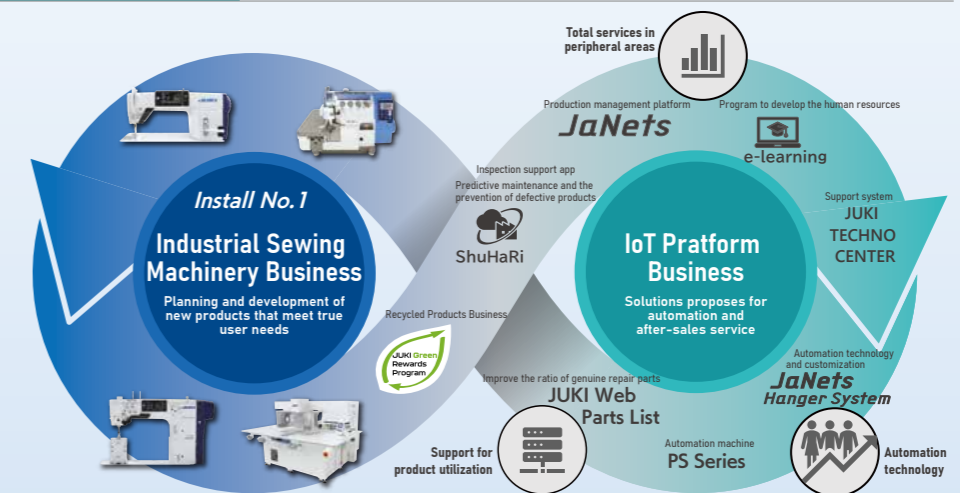 Total services in
peripheral areas
Production management platform
JaNets
Program to develop the human resources
e-learning
Inspection support app
Predictive maintenance and the
prevention of defective products
ShuHaRi
Support system
JUKI
TECHNO
CENTER
Install No.1
Industrial Sewing
Machinery Business
Planning and development of
new products that meet true
user needs
IoT Pratform
Business
Solutions proposes for
automation and
after-sales service
Recycled Products Business
JUKI Green
Rewards
Program
Automation technology
and customization
JaNets
Hanger System
Improve the ratio of genuine repair parts
JUKI Web
Parts List
Automation machine
PS Series
Support for
product utilization
Automation
technology